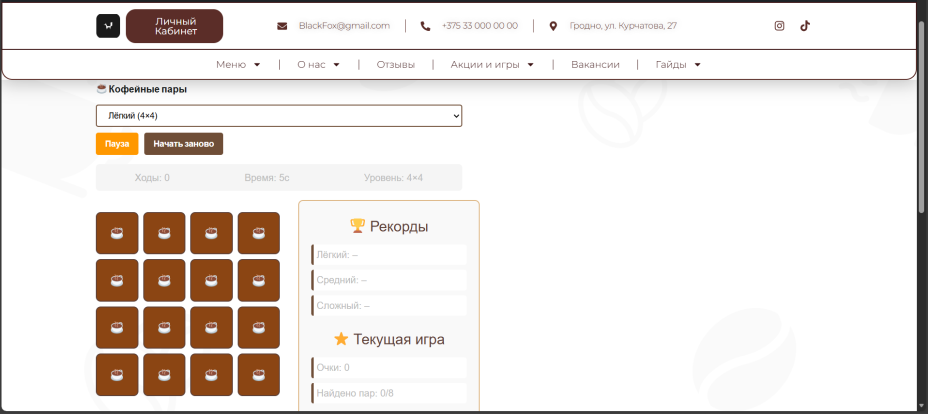 Личный
Кабинет
BlackFox@gmail.com
+375 33 000 00 00
Гродно, ул. Курчатова, 27
Меню
О нас
Отзывы
Акции и игры
Вакансии
Гайды
Кофейные пары
Лёгкий (4×4)
Пауза
Начать заново
Ходы: 0
Время: 5с
Уровень: 4×4
Рекорды
Лёгкий: –
Средний: –
Сложный: –
Текущая игра
Очки: 0
Найдено пар: 0/8